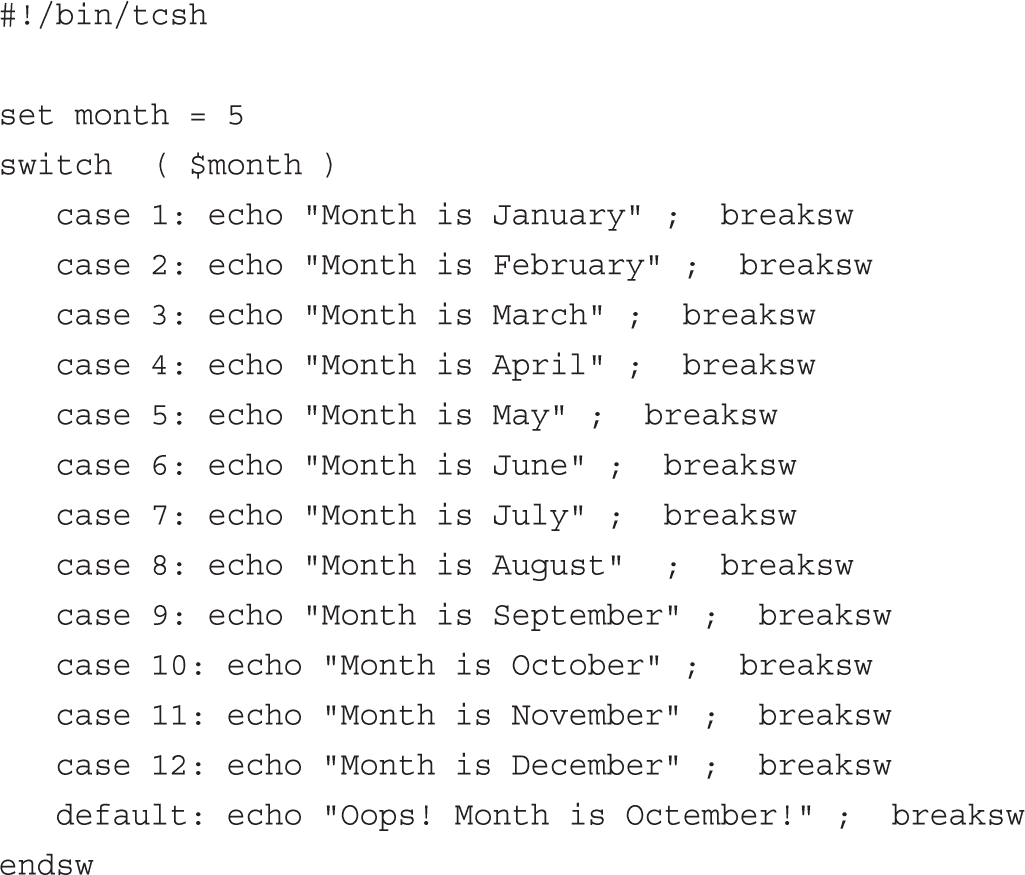 #!/bin/tcsh
set month = 5
switch  ( $month )
   case 1: echo "Month is January" ;  breaksw
   case 2: echo "Month is February" ;  breaksw
   case 3: echo "Month is March" ;  breaksw
   case 4: echo "Month is April" ;  breaksw
   case 5: echo "Month is May" ;  breaksw
   case 6: echo "Month is June" ;  breaksw
   case 7: echo "Month is July" ;  breaksw
   case 8: echo "Month is August"  ;  breaksw
   case 9: echo "Month is September" ;  breaksw
   case 10: echo "Month is October" ;  breaksw
   case 11: echo "Month is November" ;  breaksw
   case 12: echo "Month is December" ;  breaksw
   default: echo "Oops! Month is Octember!" ;  breaksw
endsw